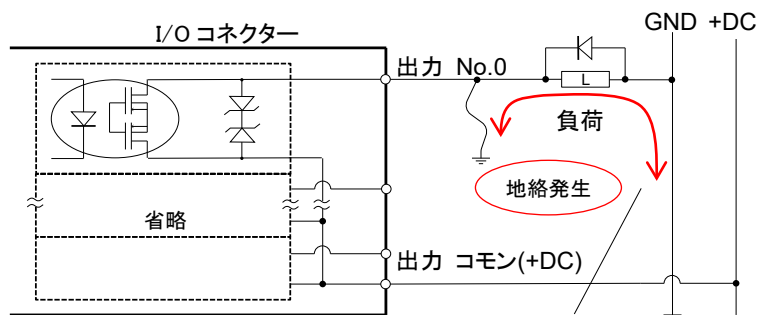 I/O コネクター
GND +DC
出力 No.0
L
負荷
地絡発生
省略
出力 コモン(+DC)